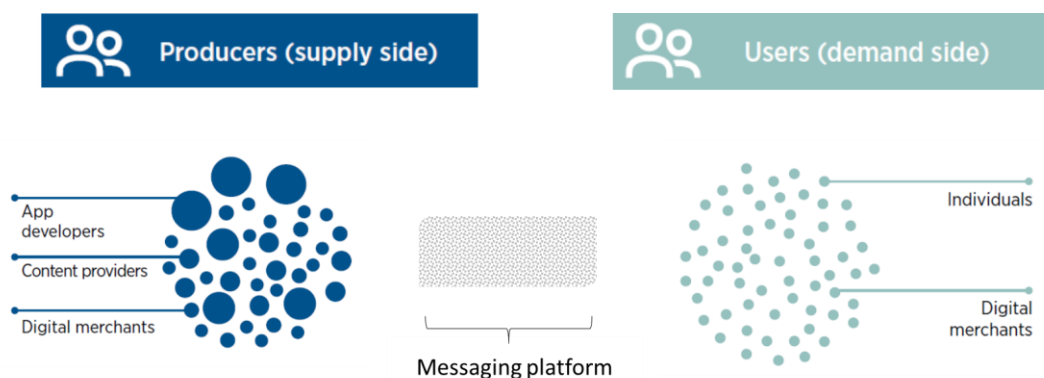 Producers (supply side)
Users (demand side)
App
developers
Content providers
Digital merchants
Individuals
Digital
merchants
Messaging platform